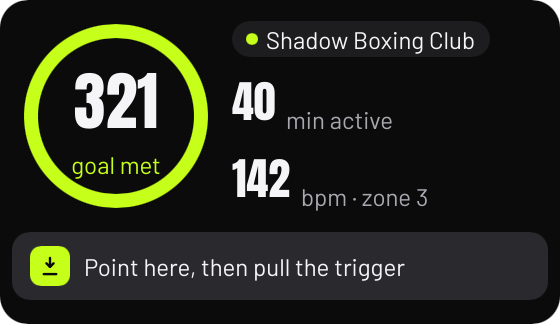 321
goal met
Shadow Boxing Club
40 min active
142 bpm · zone 3
Point here, then pull the trigger